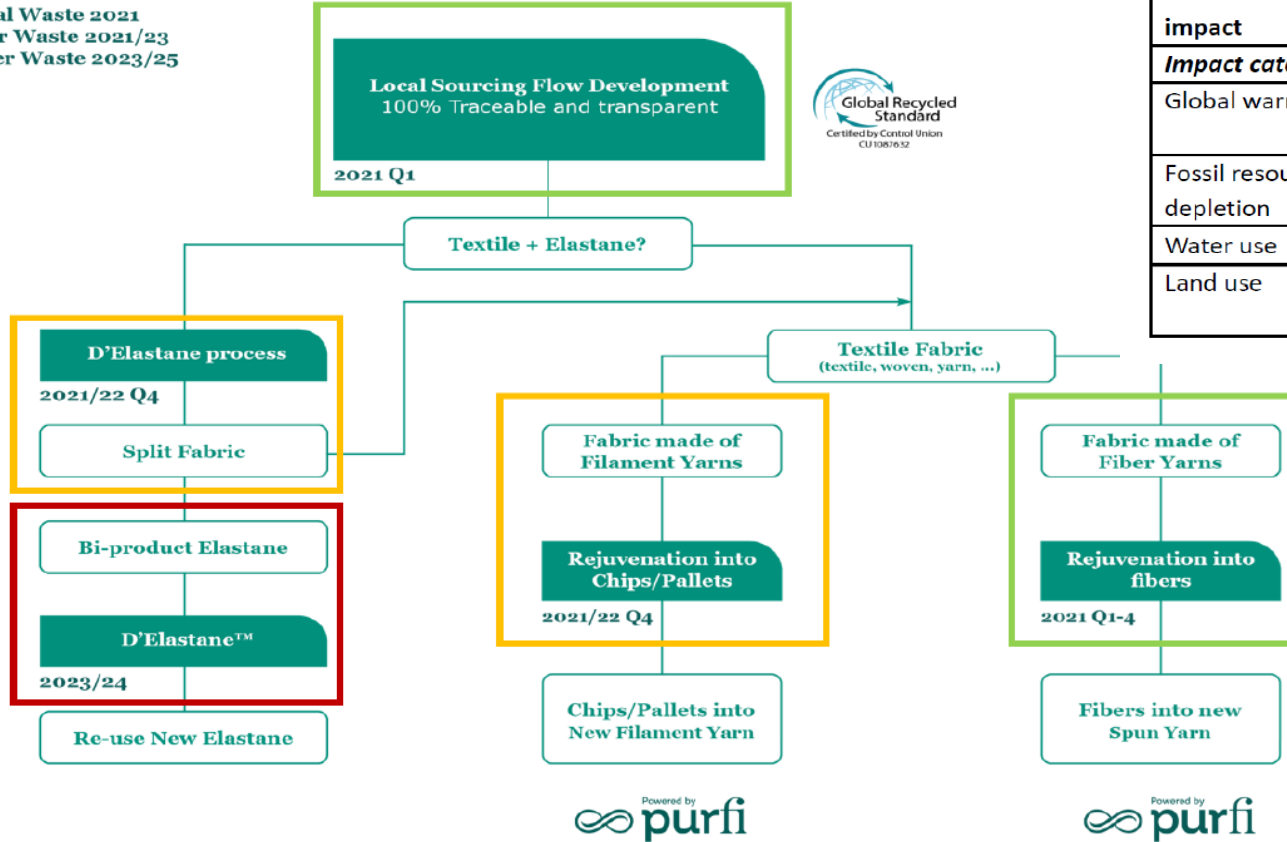 al Waste 2021
r Waste 2021/23
er Waste 2023/25
Local Sourcing Flow Development
100% Traceable and transparent
2021 Q1
Global Recycled
Standard
Certified by Control Union
CU1087632
impact
Impact cat
Global warn
Fossil resou
depletion
Water use
Land use
Textile + Elastane?
D'Elastane process
2021/22 Q4
Split Fabric
Textile Fabric
(textile, woven, yarn, ...)
Fabric made of
Filament Yarns
Fabric made of
Fiber Yarns
Bi-product Elastane
Rejuvenation into
Chips/Pallets
2021/22 Q4
Rejuvenation into
fibers
2021 Q1-4
D'Elastane™
2023/24
Re-use New Elastane
Chips/Pallets into
New Filament Yarn
Fibers into new
Spun Yarn
Powered by
purfi
Powered by
purfi